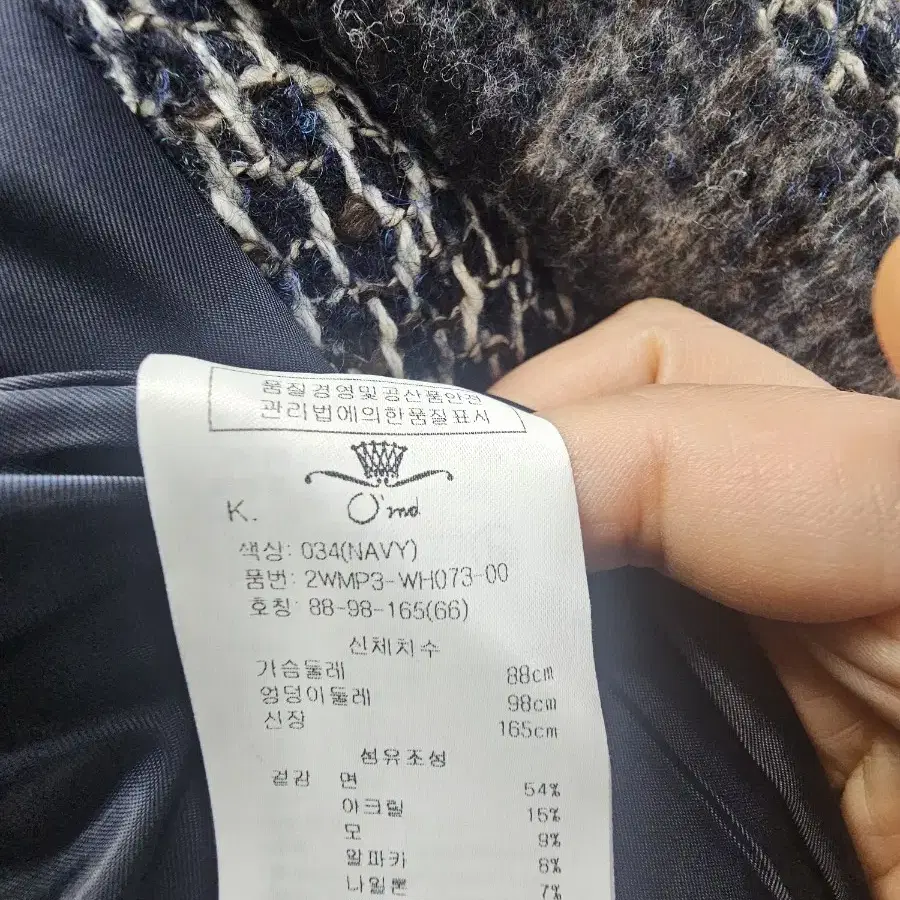 품질경영및공산품안전
관리법에의한품질표시
K.
O'md
색상: 034(NAVY)
품번: 2WMP3-WH073-00
호칭: 88-98-165(66)
신체치수
가슴둘레 88cm
엉덩이둘레 98cm
신장 165cm
섬유조성
겉감 면 54%
아크릴 15%
모 9%
알파카 8%
나일론 7%